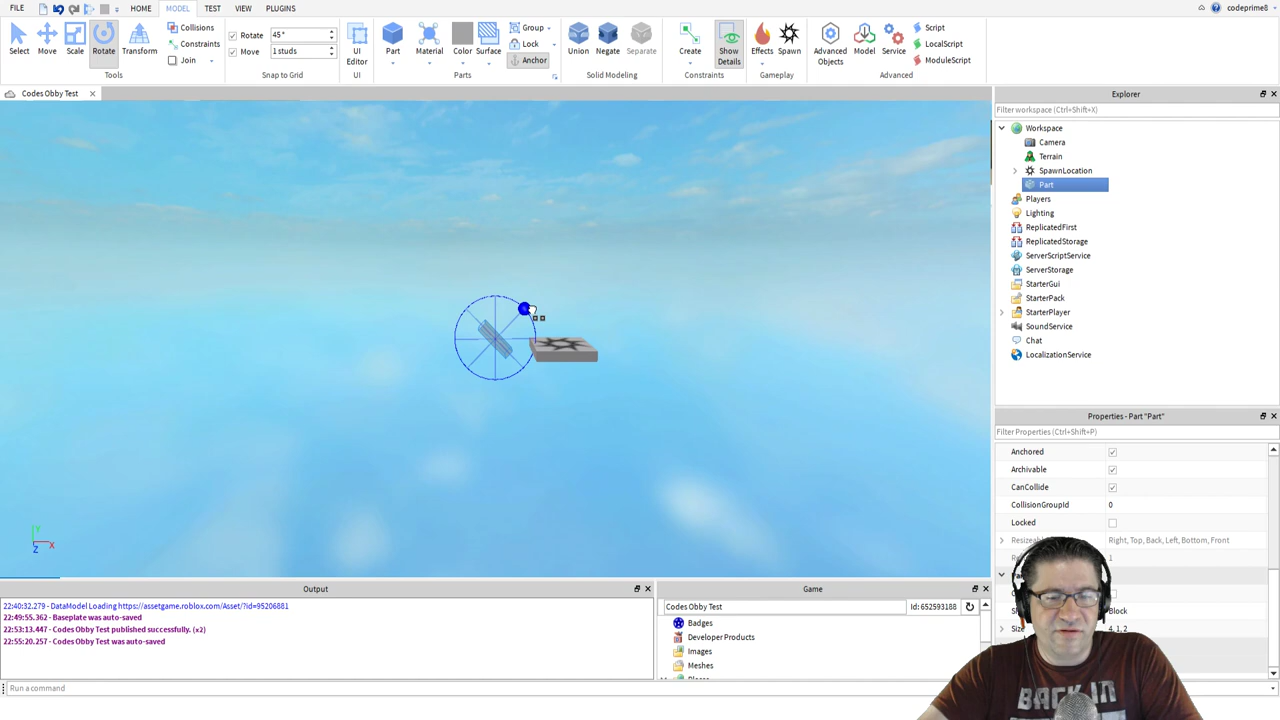 FILE HOME MODEL TEST VIEW PLUGINS codeprime8
Select Move Scale Rotate Transform
Collisions
Constraints
Join
Rotate 45°
Move 1 studs
UI Editor
Part Material Color Surface
Group
Lock
Anchor
Union Negate Separate
Create Show Details
Effects Spawn
Advanced Objects Model Service
Script
LocalScript
ModuleScript
Tools Snap to Grid UI Parts Solid Modeling Constraints Gameplay Advanced
Codes Obby Test
Explorer
Filter workspace (Ctrl+Shift+X)
Workspace
Camera
Terrain
SpawnLocation
Part
Players
Lighting
ReplicatedFirst
ReplicatedStorage
ServerScriptService
ServerStorage
StarterGui
StarterPack
StarterPlayer
SoundService
Chat
LocalizationService
Properties - Part "Part"
Filter Properties (Ctrl+Shift+P)
Anchored
Archivable
CanCollide
CollisionGroupId 0
Locked
Right, Top, Back, Left, Bottom, Front
1
Block
Size 4, 1, 2
Y
Z X
Output
22:40:32.279 - DataModel Loading https://assetgame.roblox.com/Asset/?id=95206881
22:49:55.362 - Baseplate was auto-saved
22:53:13.447 - Codes Obby Test published successfully. (x2)
22:55:20.257 - Codes Obby Test was auto-saved
Game
Codes Obby Test Id: 652593188
Badges
Developer Products
Images
Meshes
Run a command
BACK IN